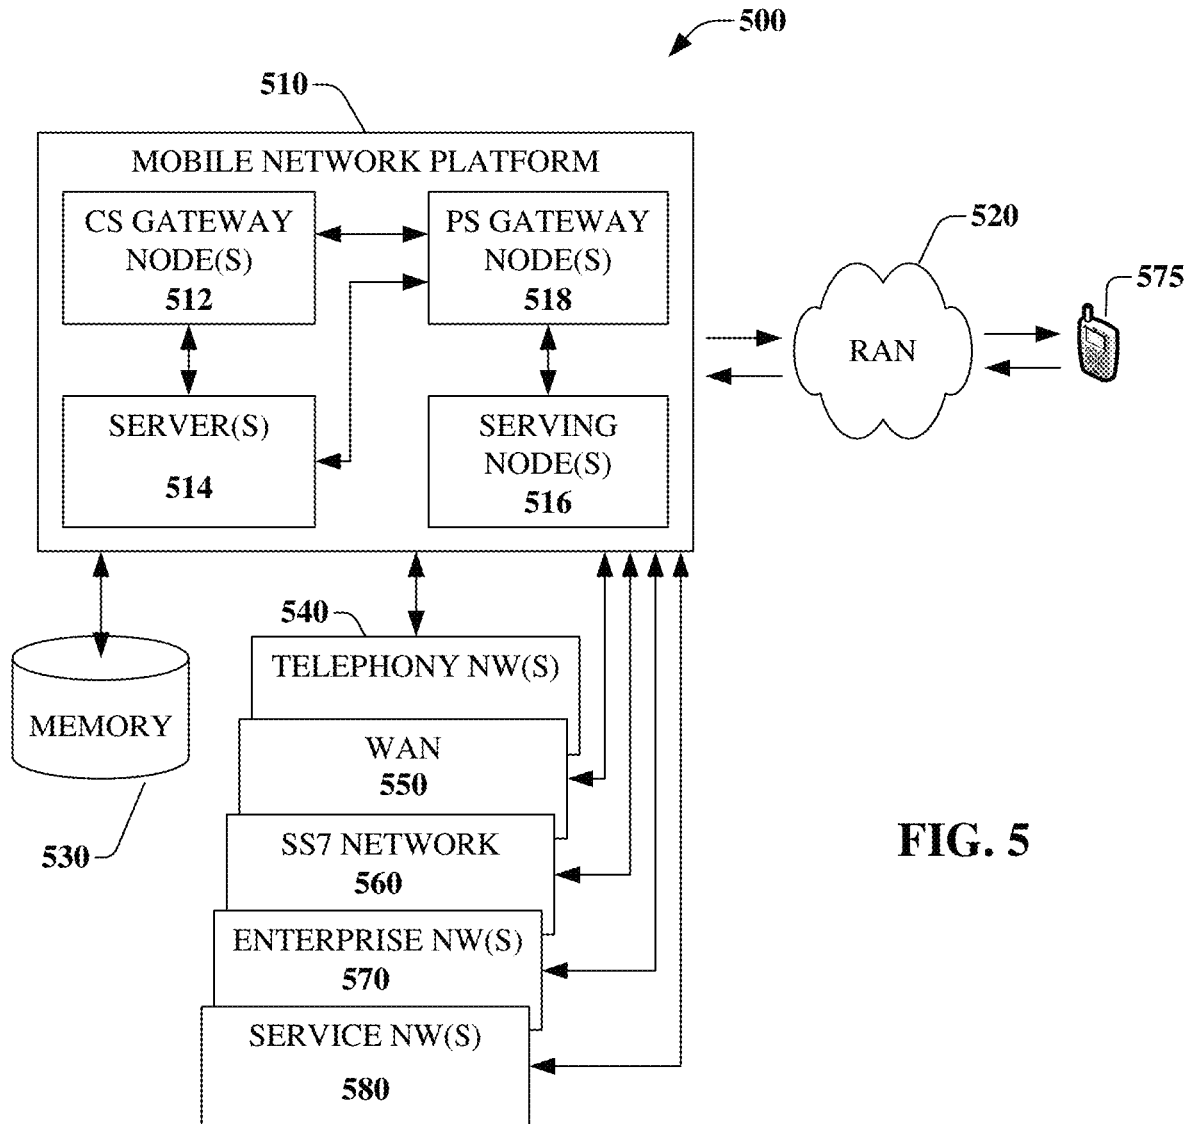 500
510
MOBILE NETWORK PLATFORM
CS GATEWAY
NODE(S)
512
PS GATEWAY
NODE(S)
518
520
575
RAN
SERVER(S)
514
SERVING
NODE(S)
516
540
TELEPHONY NW(S)
MEMORY
530
WAN
550
SS7 NETWORK
560
ENTERPRISE NW(S)
570
SERVICE NW(S)
580
FIG. 5